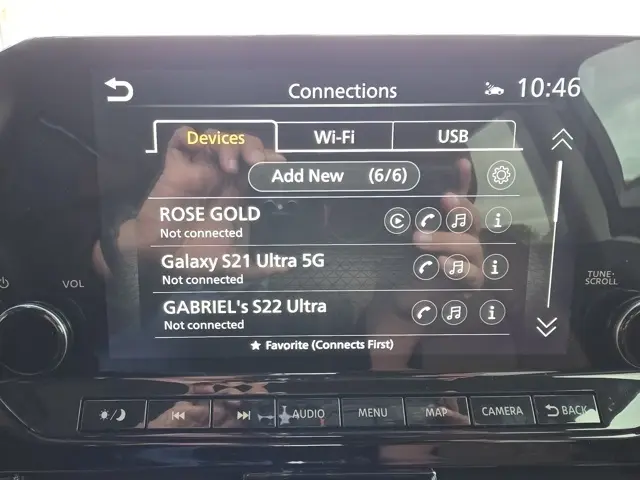 Connections 10:46
Devices Wi-Fi USB
Add New (6/6)
ROSE GOLD
Not connected
Galaxy S21 Ultra 5G
Not connected
GABRIEL's S22 Ultra
Not connected
★ Favorite (Connects First)
VOL
TUNE·
SCROLL
AUDIO MENU MAP CAMERA BACK